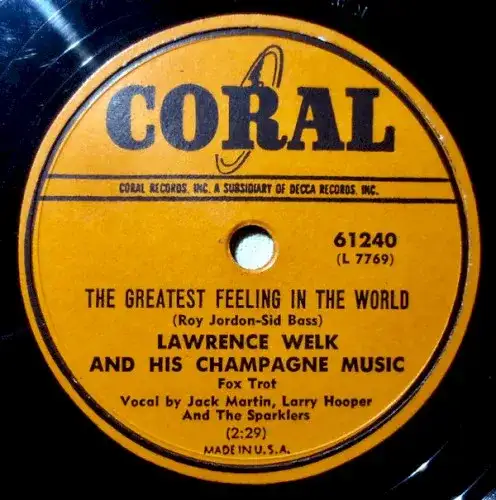 CORAL
CORAL RECORDS, INC. A SUBSIDIARY OF DECCA RECORDS, INC.
61240
(L 7769)
THE GREATEST FEELING IN THE WORLD
(Roy Jordon-Sid Bass)
LAWRENCE WELK
AND HIS CHAMPAGNE MUSIC
Fox Trot
Vocal by Jack Martin, Larry Hooper
And The Sparklers
(2:29)
MADE IN U.S.A.